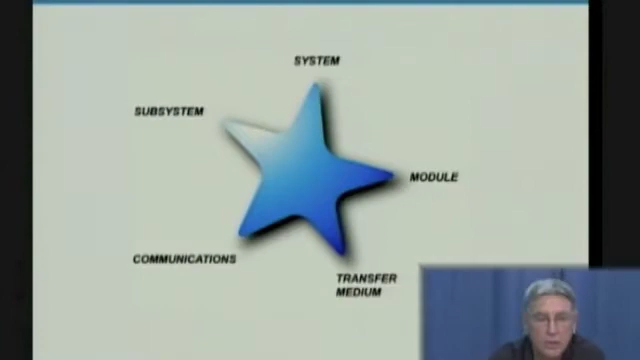 SYSTEM
SUBSYSTEM
MODULE
COMMUNICATIONS
TRANSFER
MEDIUM